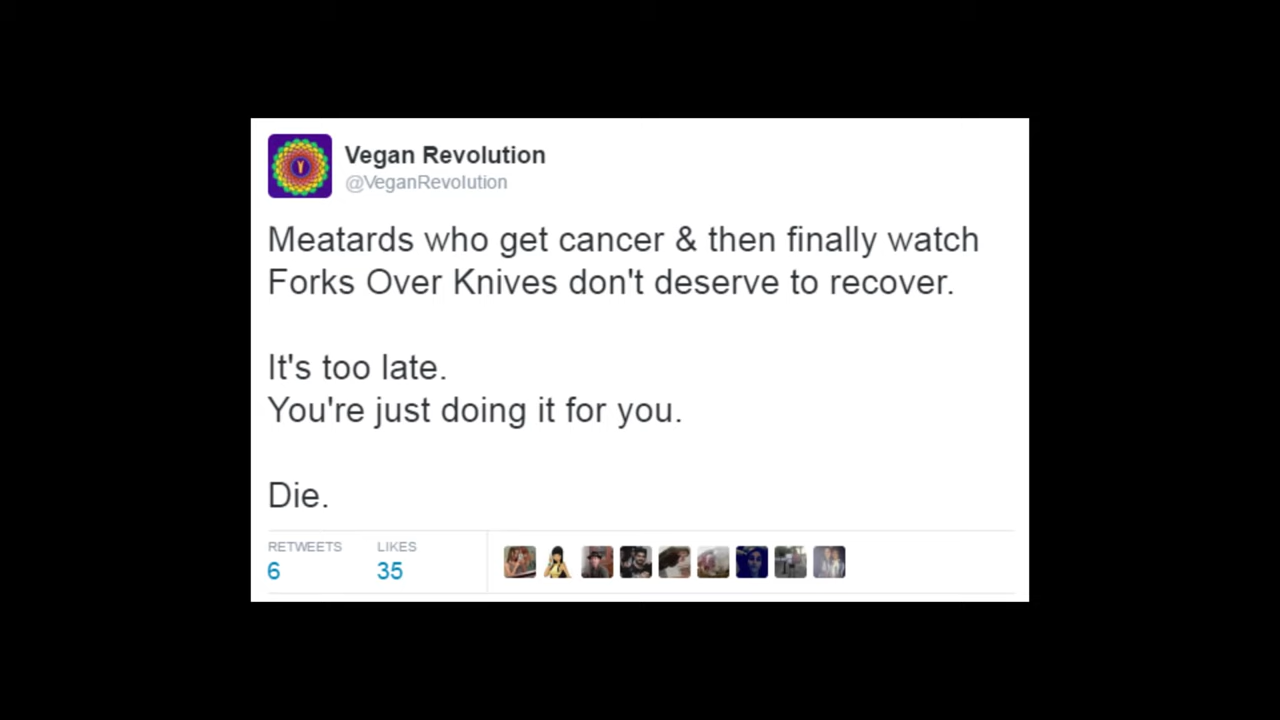 Vegan Revolution
@VeganRevolution
Meatards who get cancer & then finally watch
Forks Over Knives don't deserve to recover.
It's too late.
You're just doing it for you.
Die.
RETWEETS LIKES
6 35